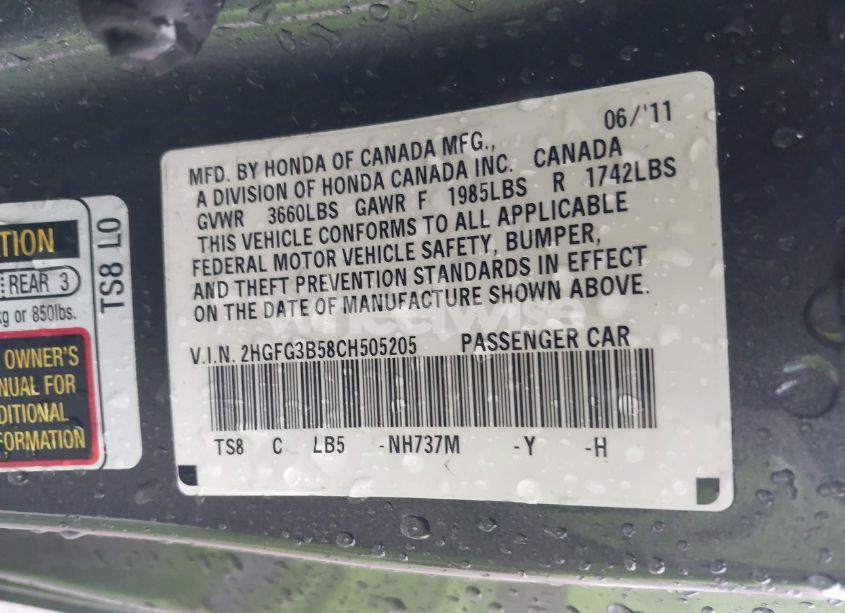 06/'11
MFD. BY HONDA OF CANADA MFG.,
A DIVISION OF HONDA CANADA INC. CANADA
GVWR 3660LBS GAWR F 1985LBS R 1742LBS
THIS VEHICLE CONFORMS TO ALL APPLICABLE
FEDERAL MOTOR VEHICLE SAFETY, BUMPER,
AND THEFT PREVENTION STANDARDS IN EFFECT
ON THE DATE OF MANUFACTURE SHOWN ABOVE.
wheelwise
V.I.N. 2HGFG3B58CH505205 PASSENGER CAR
TS8 C LB5 -NH737M -Y -H
TION
REAR 3
kg or 850lbs.
OWNER'S
NUAL FOR
DITIONAL
FORMATION
TS8 L0